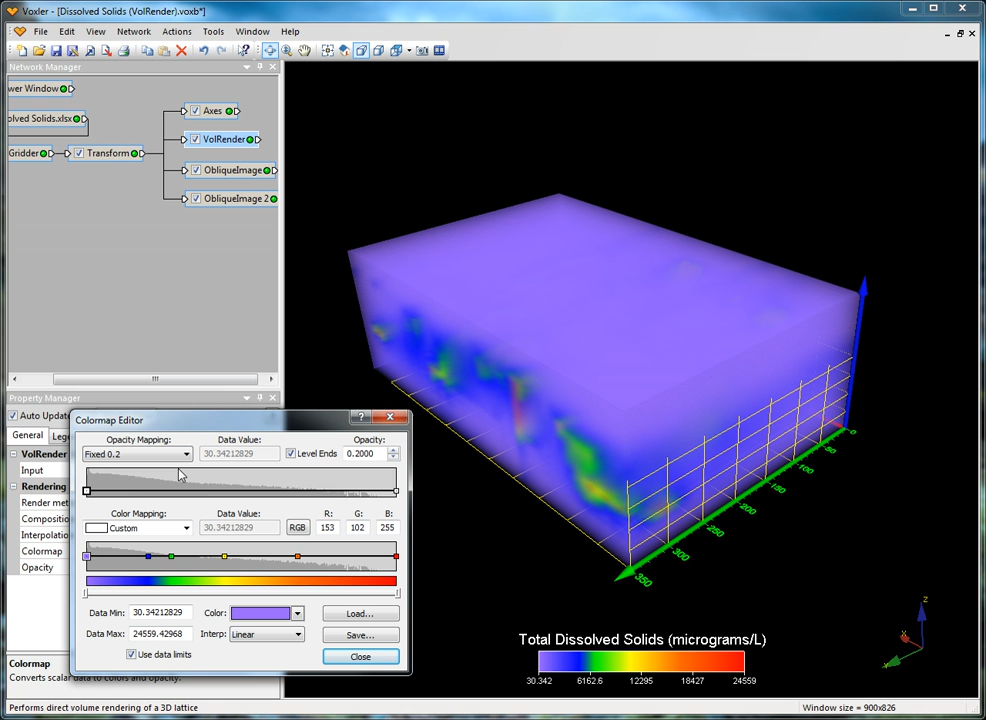 Voxler - [Dissolved Solids (VolRender).voxb*]
File Edit View Network Actions Tools Window Help
Network Manager
wer Window
Axes
olved Solids.xlsx
VolRender
Gridder
Transform
ObliqueImage
ObliqueImage 2
Property Manager
Auto Update
General
VolRender
Input
Rendering
Render met
Compositio
Interpolatio
Colormap
Opacity
Colormap
Converts scalar data to colors and opacity.
Colormap Editor
?
Opacity Mapping: Data Value: Opacity:
Fixed 0.2 30.34212829 Level Ends 0.2000
Color Mapping: Data Value: R: G: B:
Custom 30.34212829 RGB 153 102 255
Data Min: 30.34212829 Color: Load...
Data Max: 24559.42968 Interp: Linear Save...
Use data limits Close
0
50
100
150
200
250
300
350
Total Dissolved Solids (micrograms/L)
30.342 6162.6 12295 18427 24559
Z
X
Y
Performs direct volume rendering of a 3D lattice
Window size = 900x826